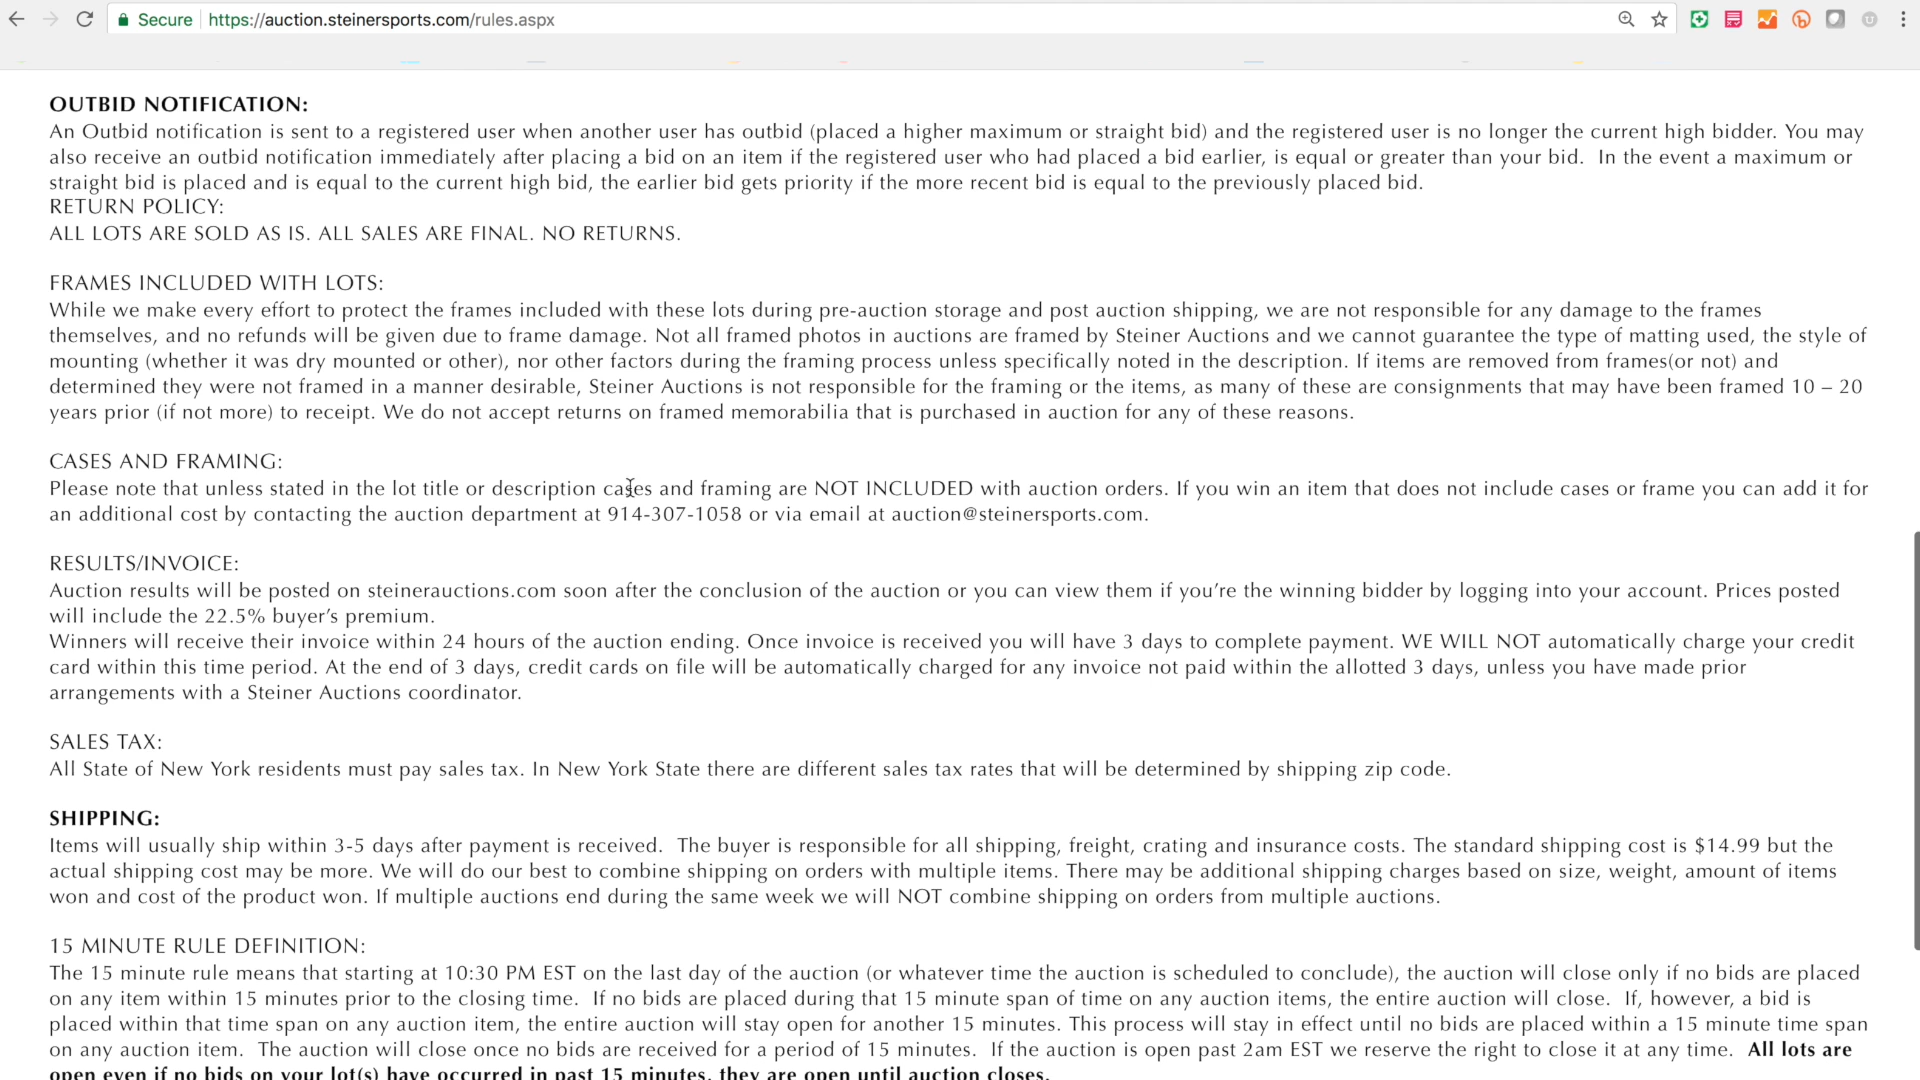 Secure https://auction.steinersports.com/rules.aspx
OUTBID NOTIFICATION:
An Outbid notification is sent to a registered user when another user has outbid (placed a higher maximum or straight bid) and the registered user is no longer the current high bidder. You may
also receive an outbid notification immediately after placing a bid on an item if the registered user who had placed a bid earlier, is equal or greater than your bid.  In the event a maximum or
straight bid is placed and is equal to the current high bid, the earlier bid gets priority if the more recent bid is equal to the previously placed bid.
RETURN POLICY:
ALL LOTS ARE SOLD AS IS. ALL SALES ARE FINAL. NO RETURNS.
FRAMES INCLUDED WITH LOTS:
While we make every effort to protect the frames included with these lots during pre-auction storage and post auction shipping, we are not responsible for any damage to the frames
themselves, and no refunds will be given due to frame damage. Not all framed photos in auctions are framed by Steiner Auctions and we cannot guarantee the type of matting used, the style of
mounting (whether it was dry mounted or other), nor other factors during the framing process unless specifically noted in the description. If items are removed from frames(or not) and
determined they were not framed in a manner desirable, Steiner Auctions is not responsible for the framing or the items, as many of these are consignments that may have been framed 10 – 20
years prior (if not more) to receipt. We do not accept returns on framed memorabilia that is purchased in auction for any of these reasons.
CASES AND FRAMING:
Please note that unless stated in the lot title or description cases and framing are NOT INCLUDED with auction orders. If you win an item that does not include cases or frame you can add it for
an additional cost by contacting the auction department at 914-307-1058 or via email at auction@steinersports.com.
RESULTS/INVOICE:
Auction results will be posted on steinerauctions.com soon after the conclusion of the auction or you can view them if you’re the winning bidder by logging into your account. Prices posted
will include the 22.5% buyer’s premium.
Winners will receive their invoice within 24 hours of the auction ending. Once invoice is received you will have 3 days to complete payment. WE WILL NOT automatically charge your credit
card within this time period. At the end of 3 days, credit cards on file will be automatically charged for any invoice not paid within the allotted 3 days, unless you have made prior
arrangements with a Steiner Auctions coordinator.
SALES TAX:
All State of New York residents must pay sales tax. In New York State there are different sales tax rates that will be determined by shipping zip code.
SHIPPING:
Items will usually ship within 3-5 days after payment is received.  The buyer is responsible for all shipping, freight, crating and insurance costs. The standard shipping cost is $14.99 but the
actual shipping cost may be more. We will do our best to combine shipping on orders with multiple items. There may be additional shipping charges based on size, weight, amount of items
won and cost of the product won. If multiple auctions end during the same week we will NOT combine shipping on orders from multiple auctions.
15 MINUTE RULE DEFINITION:
The 15 minute rule means that starting at 10:30 PM EST on the last day of the auction (or whatever time the auction is scheduled to conclude), the auction will close only if no bids are placed
on any item within 15 minutes prior to the closing time.  If no bids are placed during that 15 minute span of time on any auction items, the entire auction will close.  If, however, a bid is
placed within that time span on any auction item, the entire auction will stay open for another 15 minutes. This process will stay in effect until no bids are placed within a 15 minute time span
on any auction item.  The auction will close once no bids are received for a period of 15 minutes.  If the auction is open past 2am EST we reserve the right to close it at any time.  All lots are
open even if no bids on your lot(s) have occurred in past 15 minutes, they are open until auction closes.